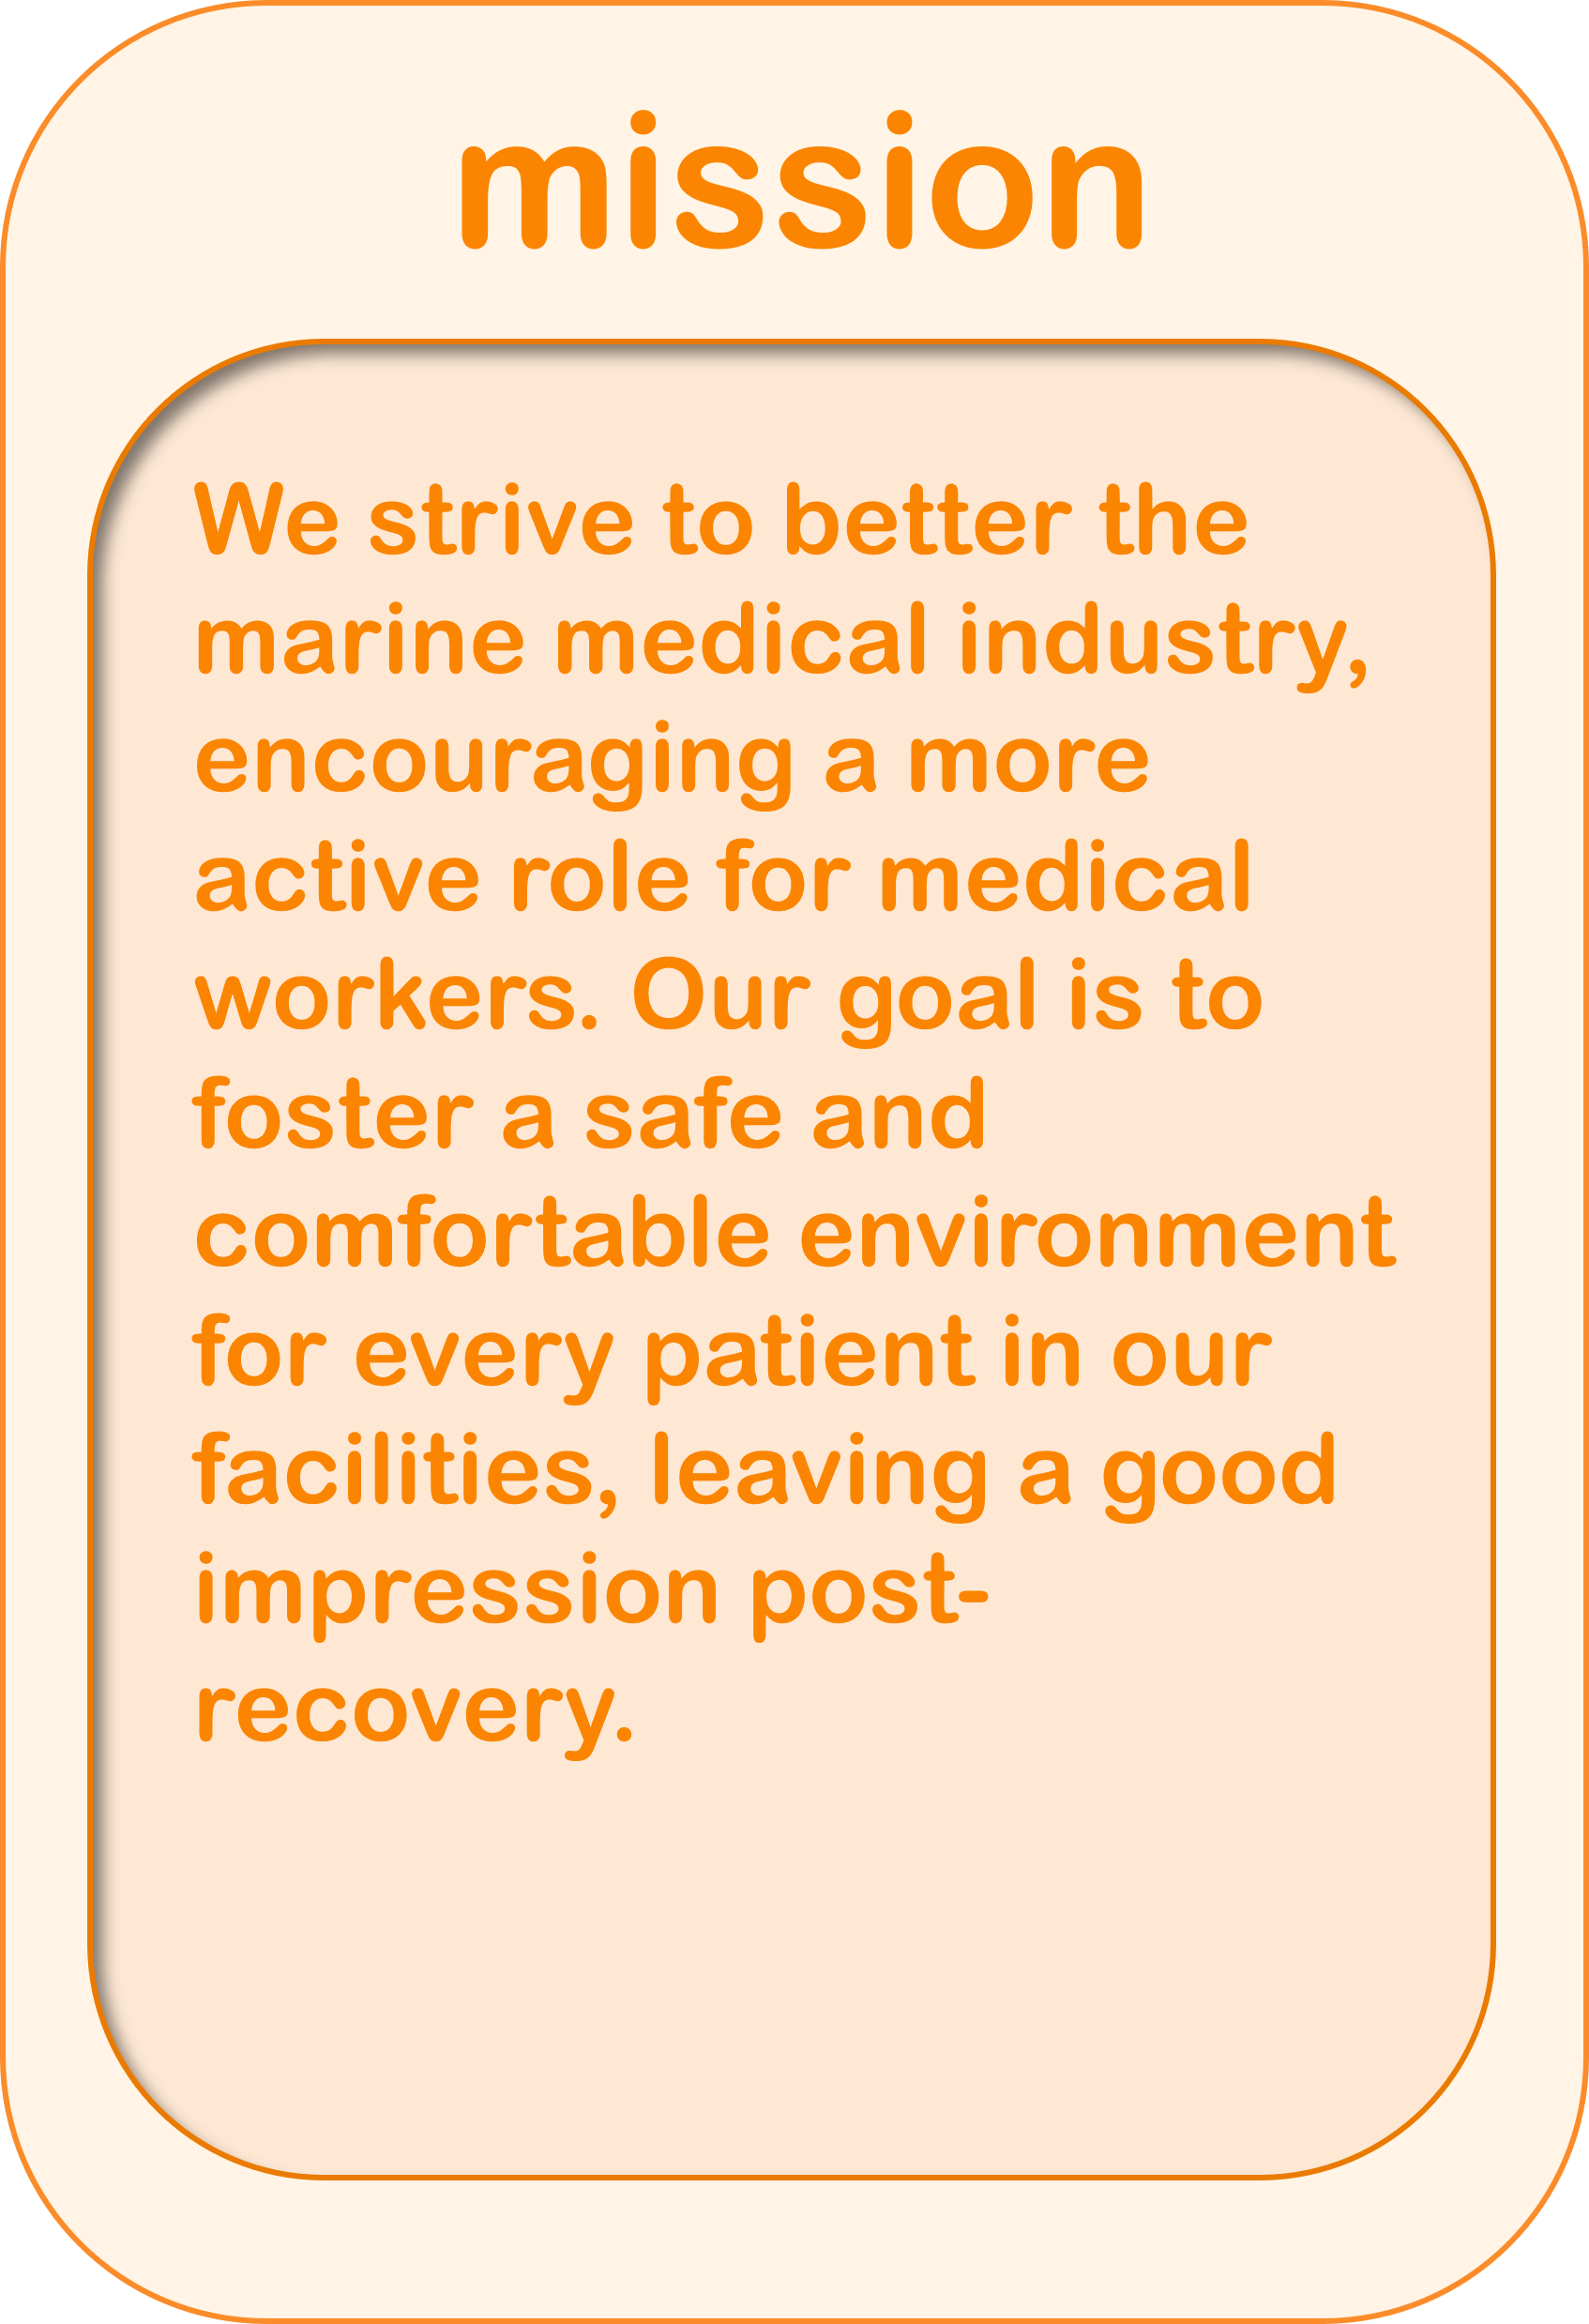 mission
We strive to better the
marine medical industry,
encouraging a more
active role for medical
workers. Our goal is to
foster a safe and
comfortable environment
for every patient in our
facilities, leaving a good
impression post-
recovery.